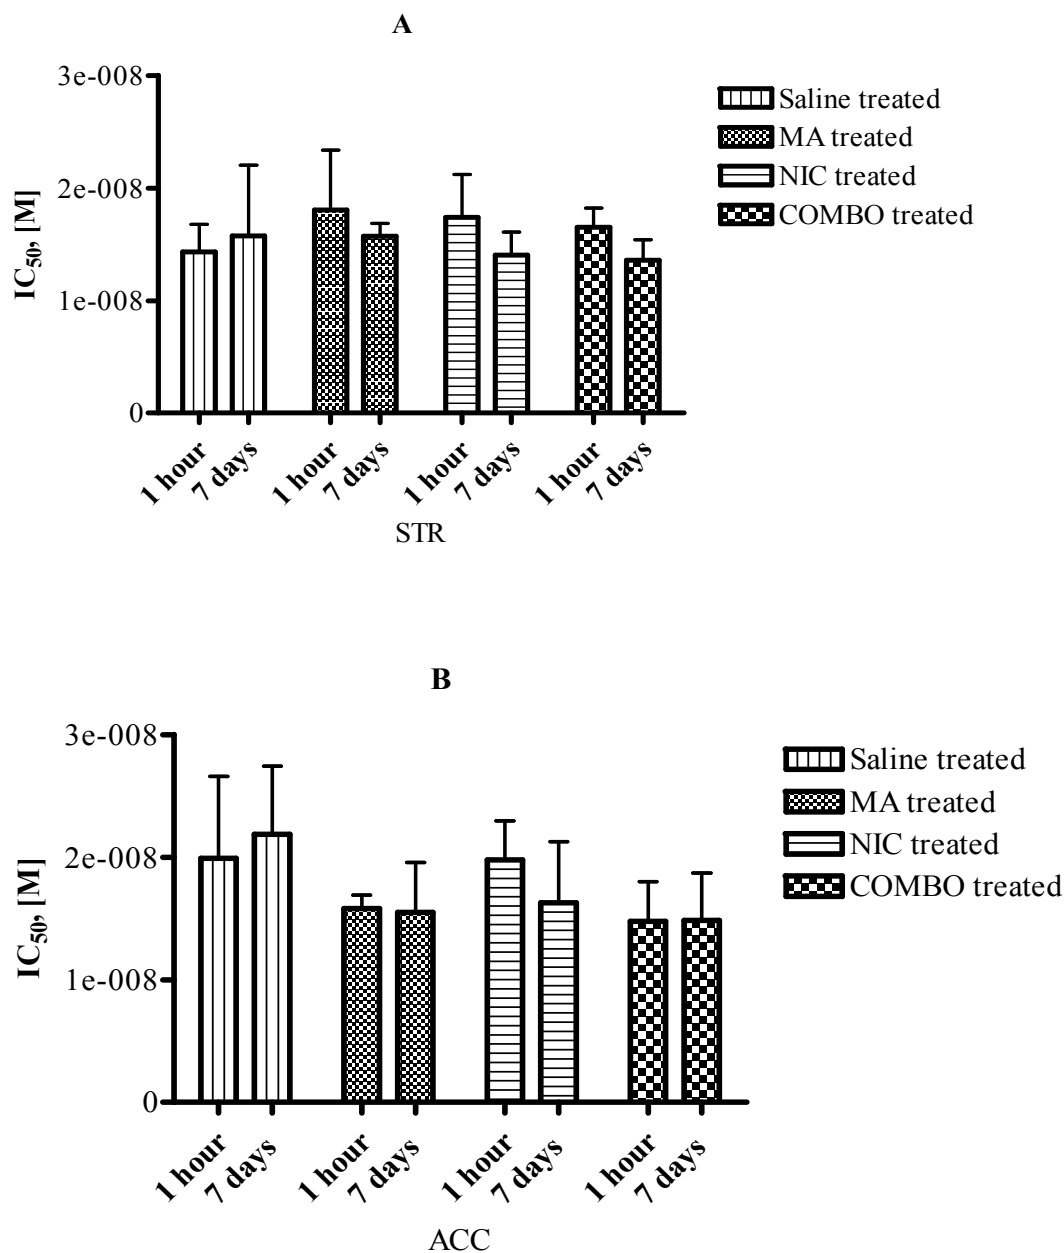 A
3e-008
2e-008
1e-008
0
IC50, [M]
Saline treated
MA treated
NIC treated
COMBO treated
1 hour
7 days
1 hour
7 days
1 hour
7 days
1 hour
7 days
STR
B
3e-008
2e-008
1e-008
0
IC50, [M]
Saline treated
MA treated
NIC treated
COMBO treated
1 hour
7 days
1 hour
7 days
1 hour
7 days
1 hour
7 days
ACC